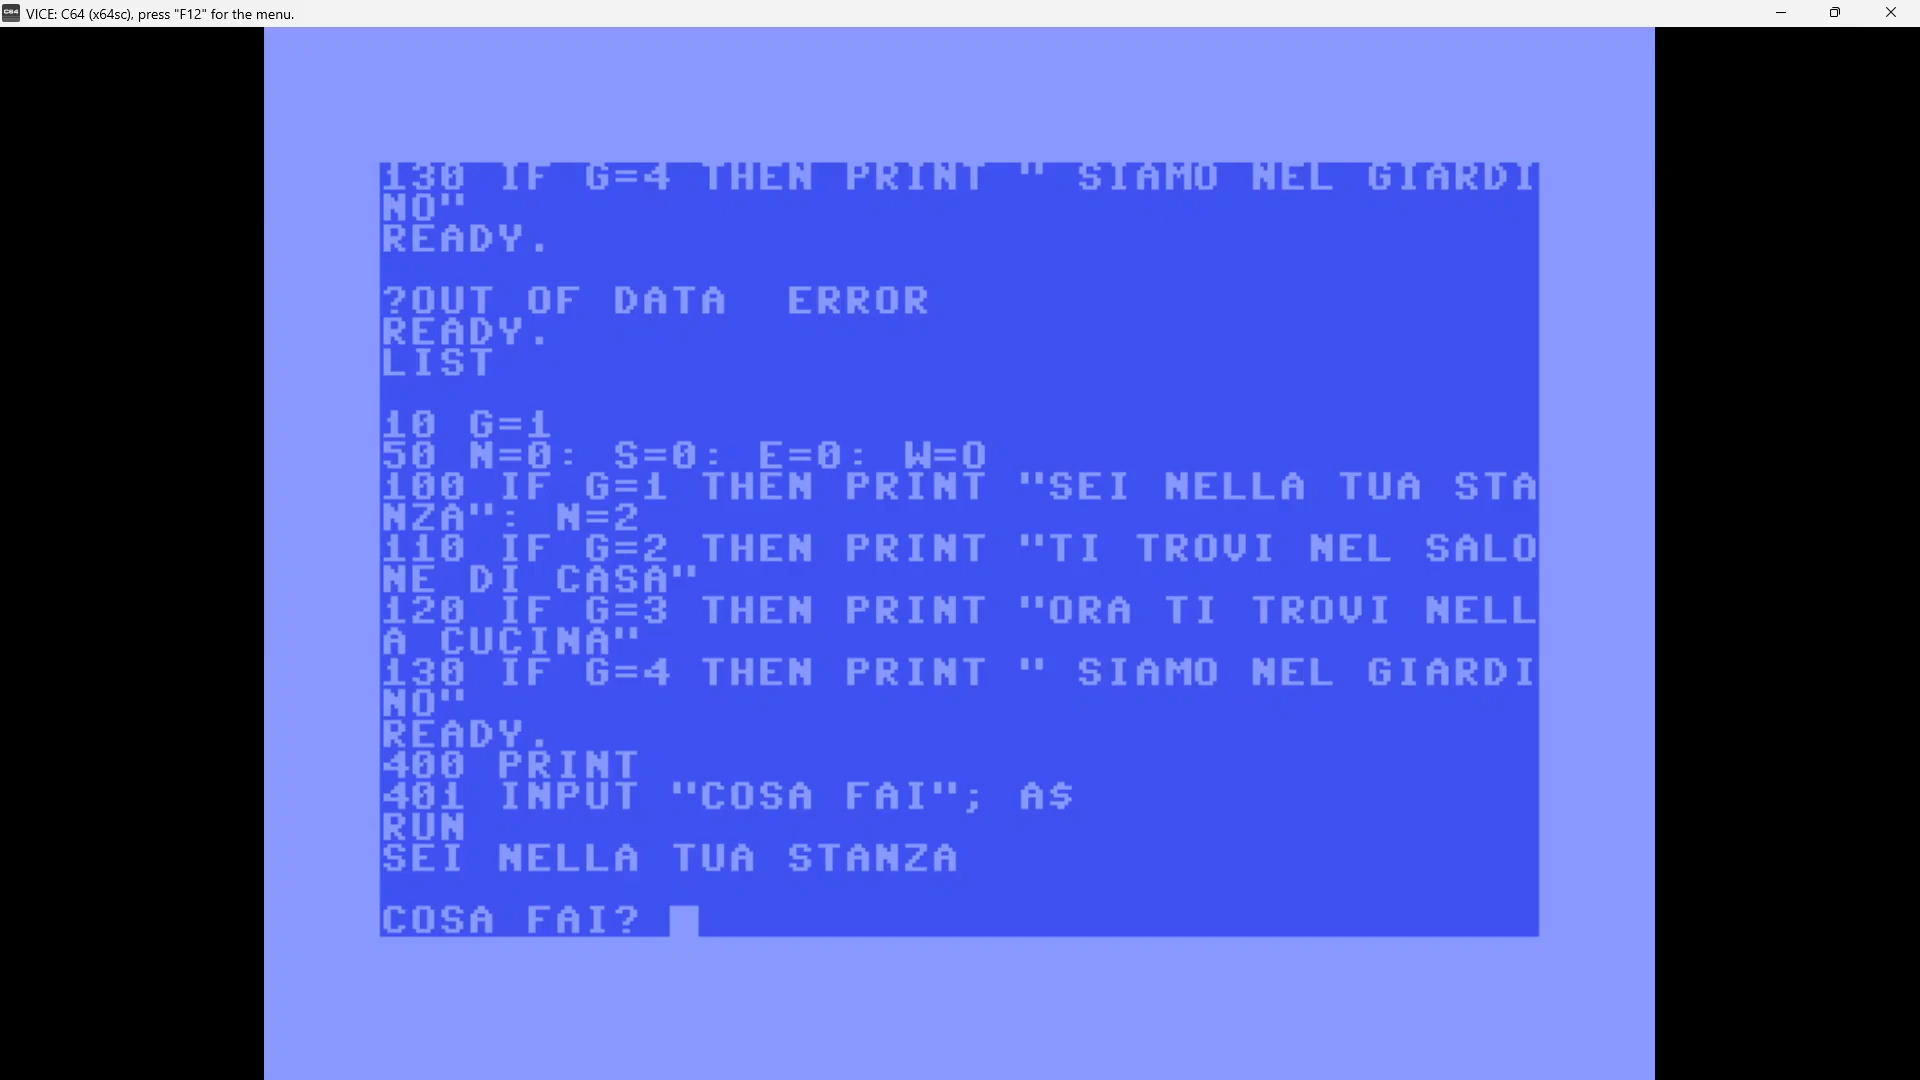 VICE: C64 (x64sc), press "F12" for the menu.
130 IF G=4 THEN PRINT " SIAMO NEL GIARDI
NO"
READY.
?OUT OF DATA  ERROR
READY.
LIST
10 G=1
50 N=0: S=0: E=0: W=O
100 IF G=1 THEN PRINT "SEI NELLA TUA STA
NZA": N=2
110 IF G=2 THEN PRINT "TI TROVI NEL SALO
NE DI CASA"
120 IF G=3 THEN PRINT "ORA TI TROVI NELL
A CUCINA"
130 IF G=4 THEN PRINT " SIAMO NEL GIARDI
NO"
READY.
400 PRINT
401 INPUT "COSA FAI"; A$
RUN
SEI NELLA TUA STANZA
COSA FAI?